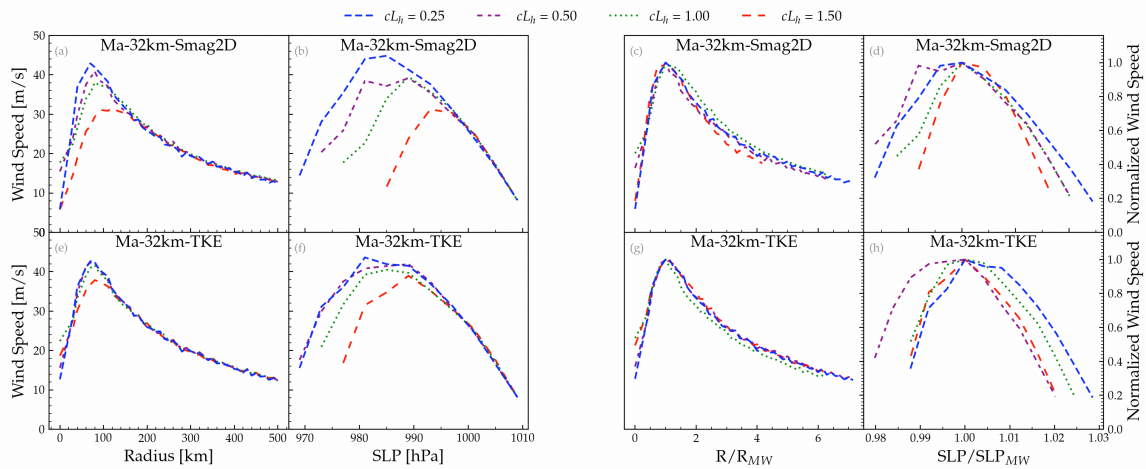 cL_h = 0.25 cL_h = 0.50 cL_h = 1.00 cL_h = 1.50
(a) Ma-32km-Smag2D
(b) Ma-32km-Smag2D
(c) Ma-32km-Smag2D
(d) Ma-32km-Smag2D
50
40
30
20
10
0
Wind Speed [m/s]
1.0
0.8
0.6
0.4
0.2
0.0
Normalized Wind Speed
(e) Ma-32km-TKE
(f) Ma-32km-TKE
(g) Ma-32km-TKE
(h) Ma-32km-TKE
50
40
30
20
10
0
Wind Speed [m/s]
1.0
0.8
0.6
0.4
0.2
0.0
Normalized Wind Speed
0 100 200 300 400 500
970 980 990 1000 1010
0 2 4 6
0.98 0.99 1.00 1.01 1.02 1.03
Radius [km]
SLP [hPa]
R/R_MW
SLP/SLP_MW